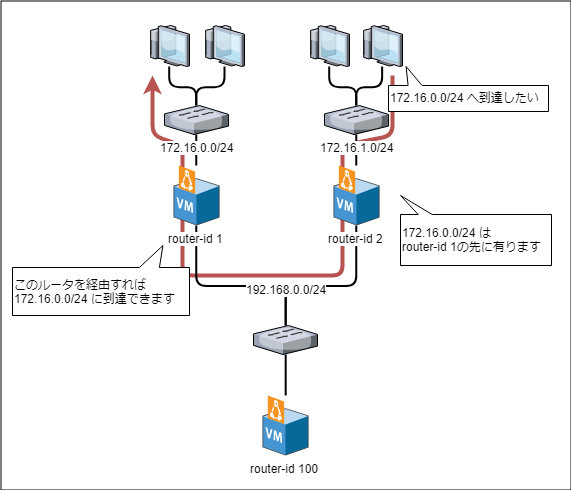 172.16.0.0/24 へ到達したい
172.16.0.0/24
172.16.1.0/24
VM
VM
router-id 1
router-id 2
172.16.0.0/24 は
router-id 1の先に有ります
このルータを経由すれば
172.16.0.0/24 に到達できます
192.168.0.0/24
VM
router-id 100